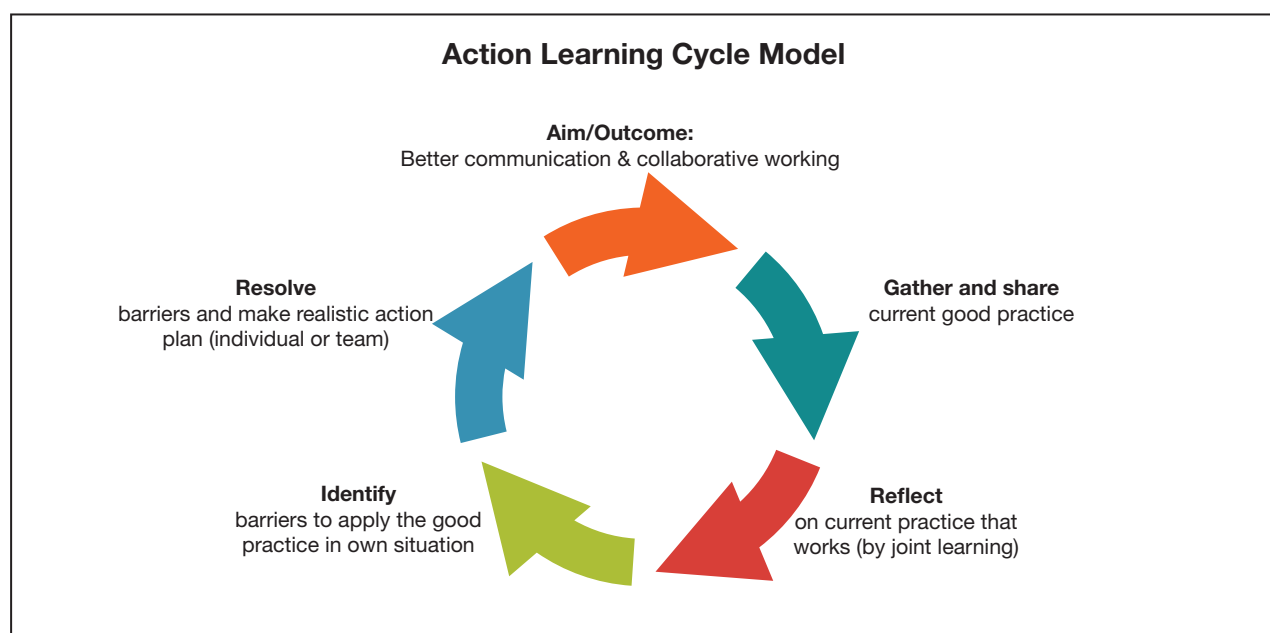 Action Learning Cycle Model
Aim/Outcome:
Better communication & collaborative working
Gather and share
current good practice
Reflect
on current practice that
works (by joint learning)
Identify
barriers to apply the good
practice in own situation
Resolve
barriers and make realistic action
plan (individual or team)